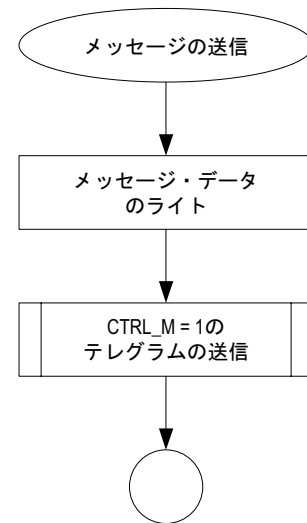 メッセージの送信
メッセージ・データ
のライト
CTRL_M = 1の
テレグラムの送信